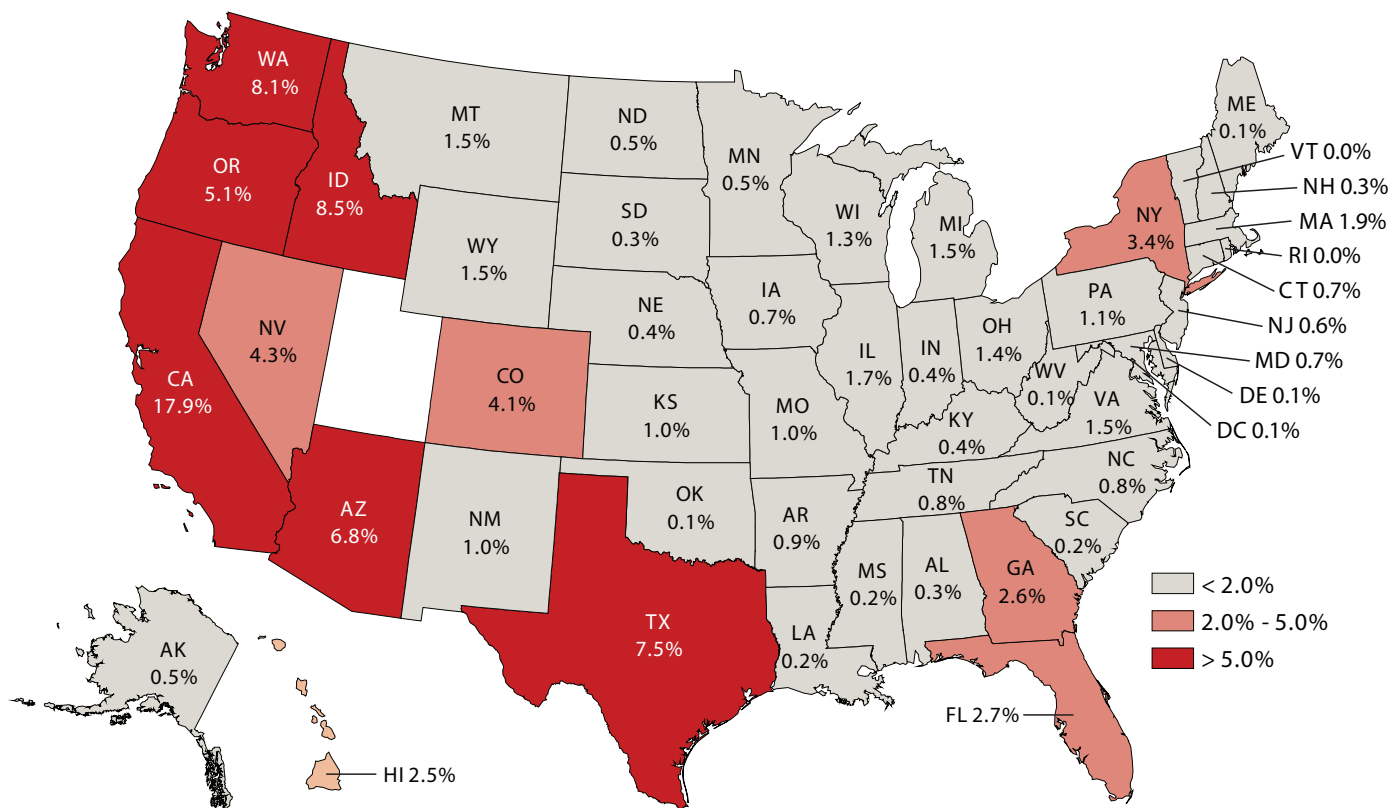 WA
8.1%
MT
1.5%
ND
0.5%
MN
0.5%
ME
0.1%
VT 0.0%
NH 0.3%
MA 1.9%
RI 0.0%
CT 0.7%
NJ 0.6%
MD 0.7%
DE 0.1%
DC 0.1%
OR
5.1%
ID
8.5%
SD
0.3%
WI
1.3%
MI
1.5%
NY
3.4%
WY
1.5%
NE
0.4%
IA
0.7%
PA
1.1%
NV
4.3%
CO
4.1%
IL
1.7%
IN
0.4%
OH
1.4%
WV
0.1%
VA
1.5%
CA
17.9%
KS
1.0%
MO
1.0%
KY
0.4%
NC
0.8%
TN
0.8%
AZ
6.8%
NM
1.0%
OK
0.1%
AR
0.9%
SC
0.2%
MS
0.2%
AL
0.3%
GA
2.6%
TX
7.5%
LA
0.2%
FL 2.7%
AK
0.5%
HI 2.5%
< 2.0%
2.0% - 5.0%
> 5.0%